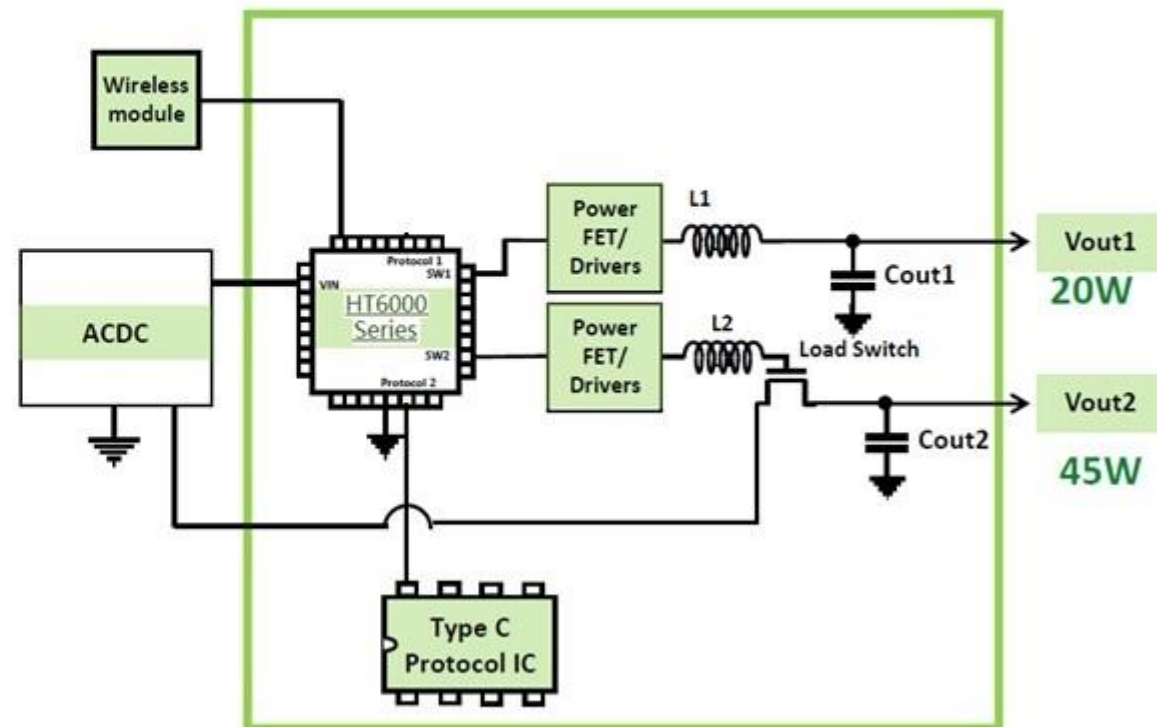 Wireless
module
ACDC
Protocol 1
SW1
VIN
HT6000
Series
SW2
Protocol 2
Power
FET/
Drivers
L1
Cout1
Vout1
20W
Power
FET/
Drivers
L2
Load Switch
Cout2
Vout2
45W
Type C
Protocol IC